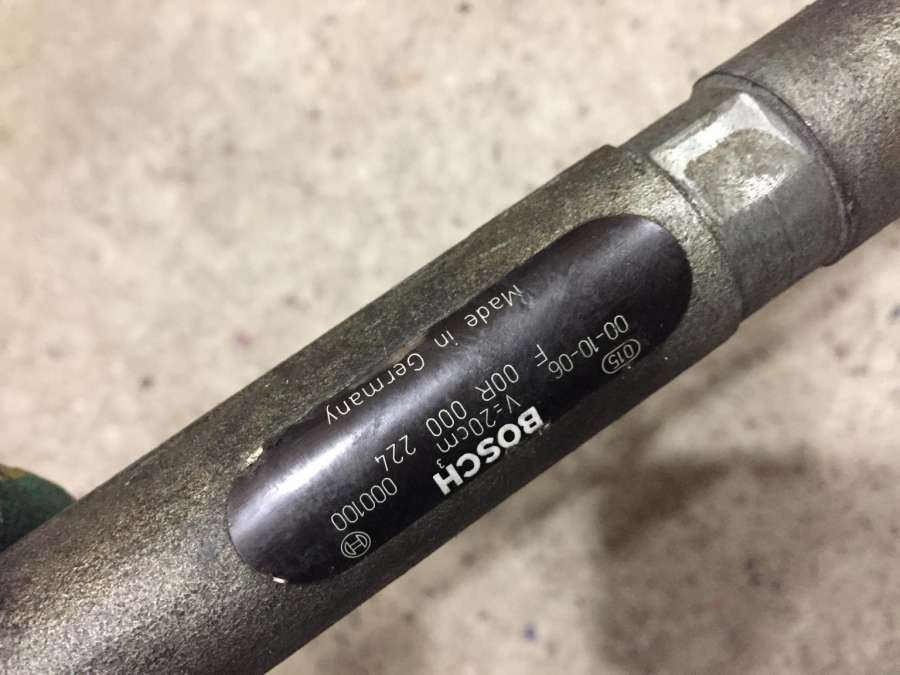 015
BOSCH
V=20cm³
00-10-06 F 00R 000 224 000100
Made in Germany